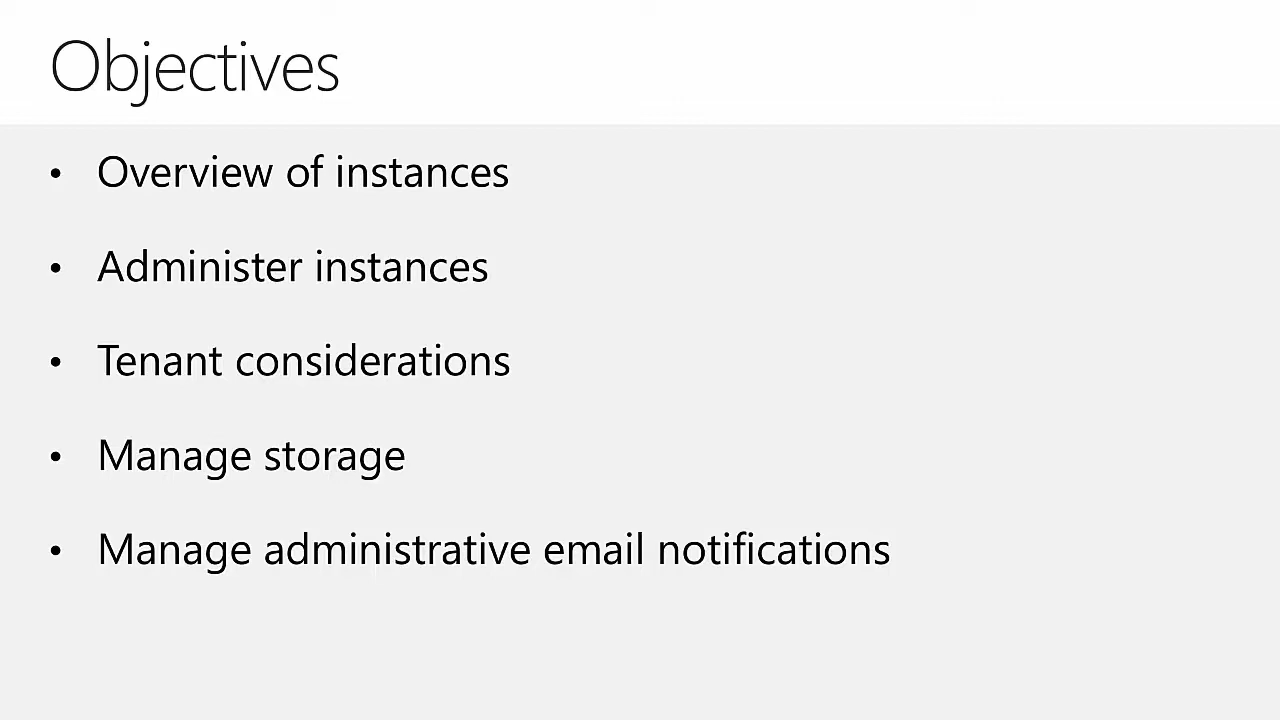 Objectives
• Overview of instances
• Administer instances
• Tenant considerations
• Manage storage
• Manage administrative email notifications